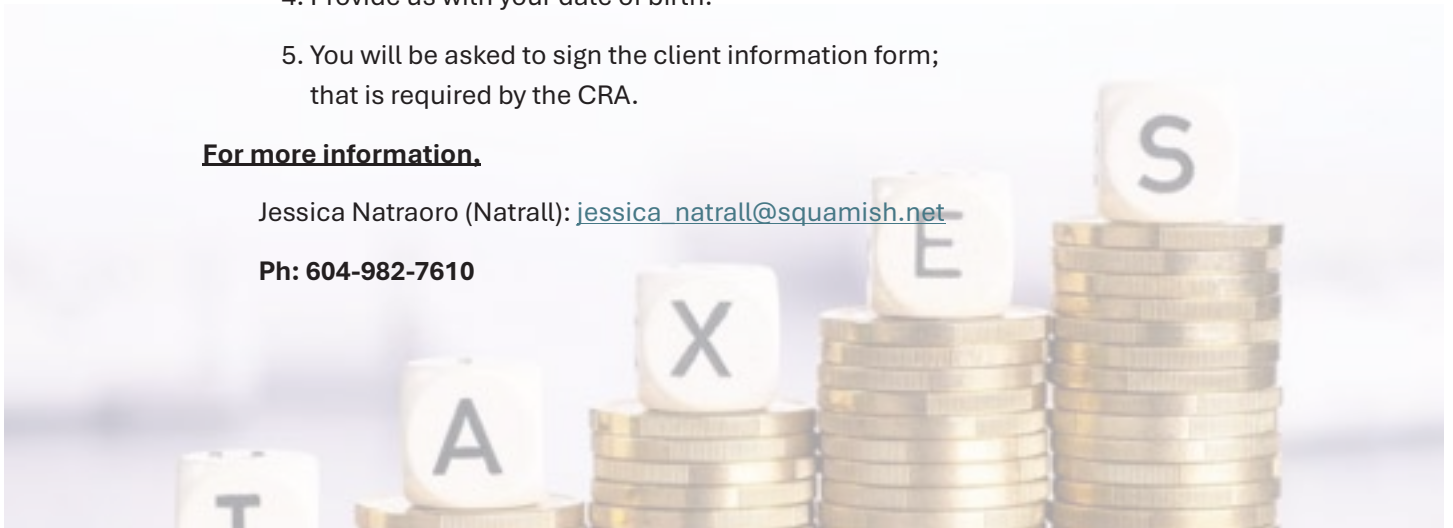 4. Provide us with your date of birth.
5. You will be asked to sign the client information form;
that is required by the CRA.
For more information,
Jessica Natraoro (Natrall): jessica_natrall@squamish.net
Ph: 604-982-7610
S
E
X
A
T